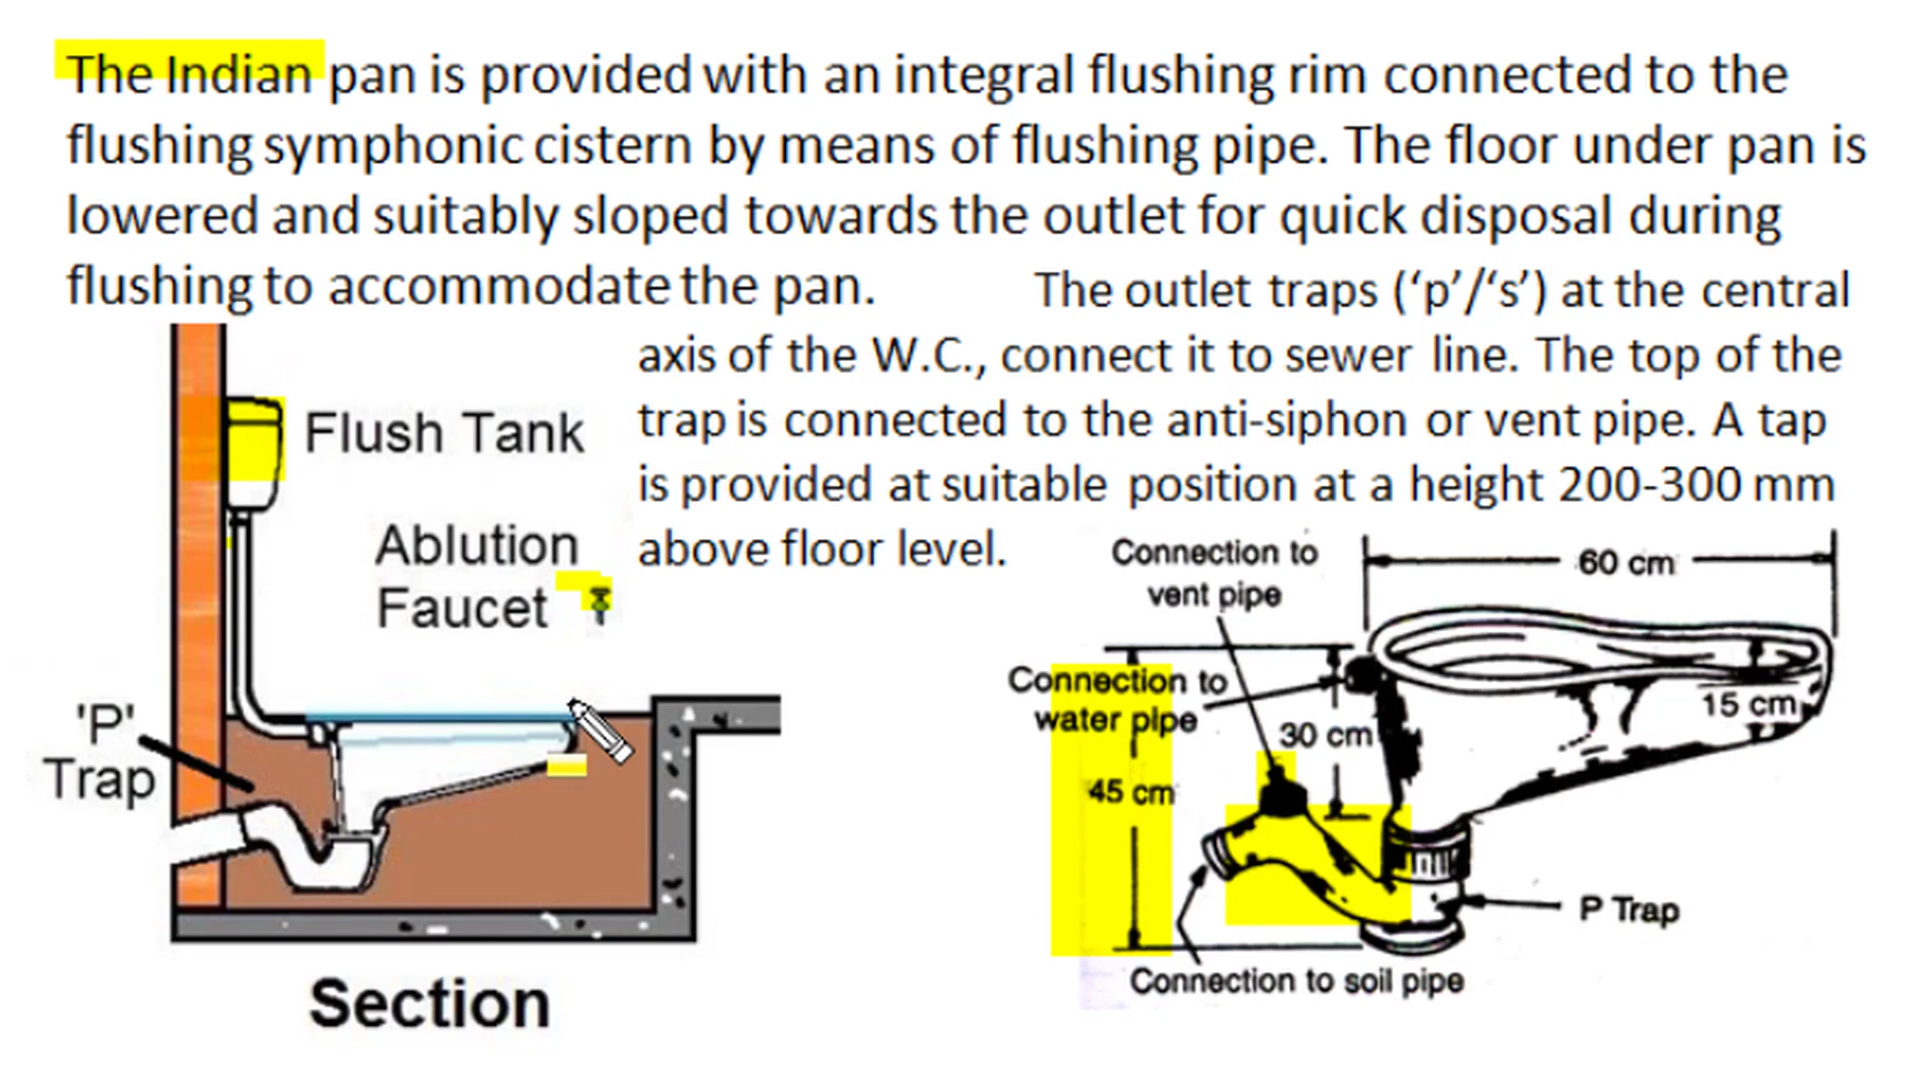 The Indian pan is provided with an integral flushing rim connected to the
flushing symphonic cistern by means of flushing pipe. The floor under pan is
lowered and suitably sloped towards the outlet for quick disposal during
flushing to accommodate the pan.
The outlet traps (‘p’/‘s’) at the central
axis of the W.C., connect it to sewer line. The top of the
trap is connected to the anti-siphon or vent pipe. A tap
is provided at suitable position at a height 200-300 mm
above floor level.
Flush Tank
Ablution
Faucet
'P'
Trap
Section
Connection to
vent pipe
60 cm
Connection to
water pipe
15 cm
30 cm
45 cm
P Trap
Connection to soil pipe